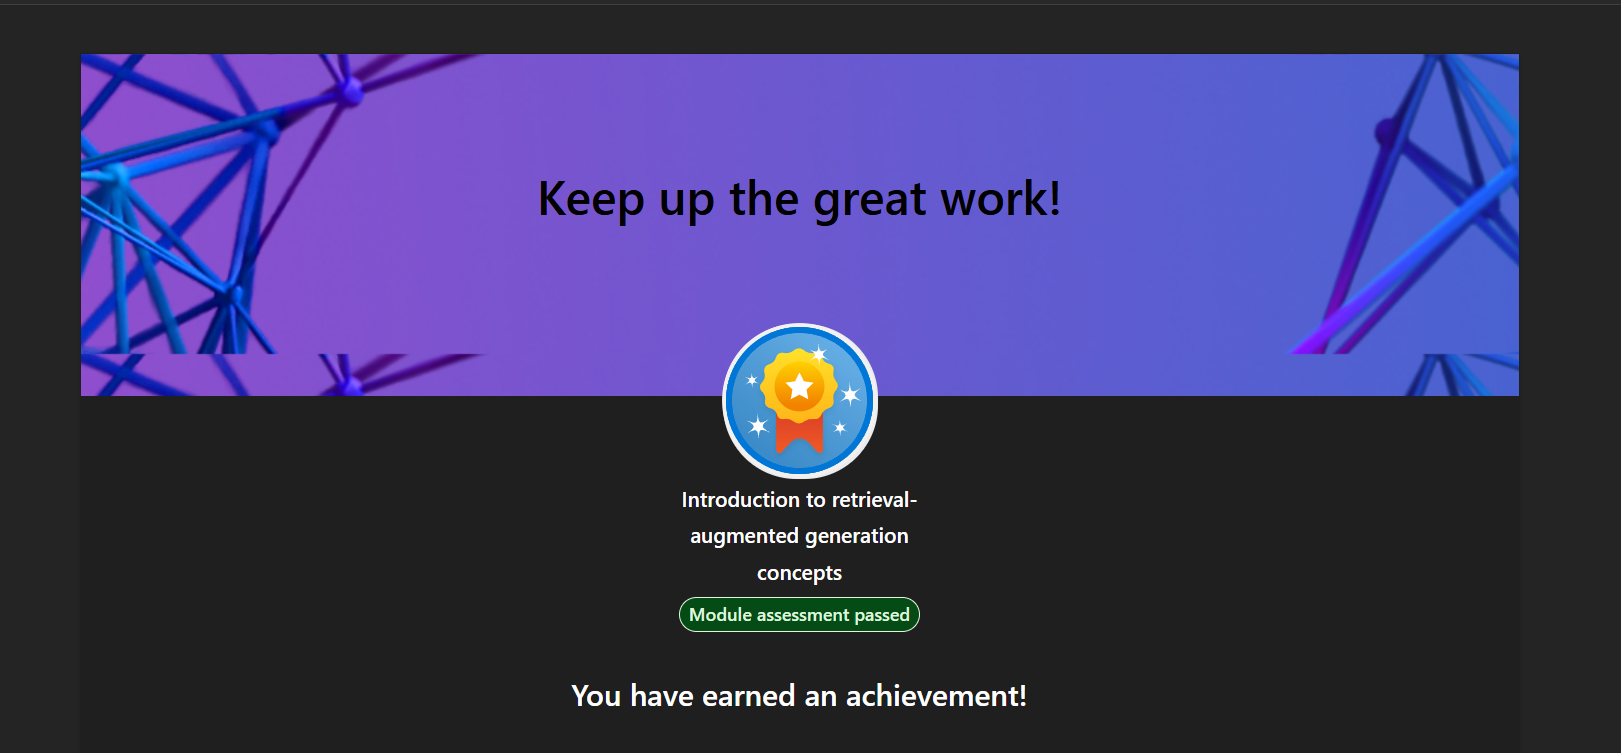 Keep up the great work!
Introduction to retrieval-
augmented generation
concepts
Module assessment passed
You have earned an achievement!